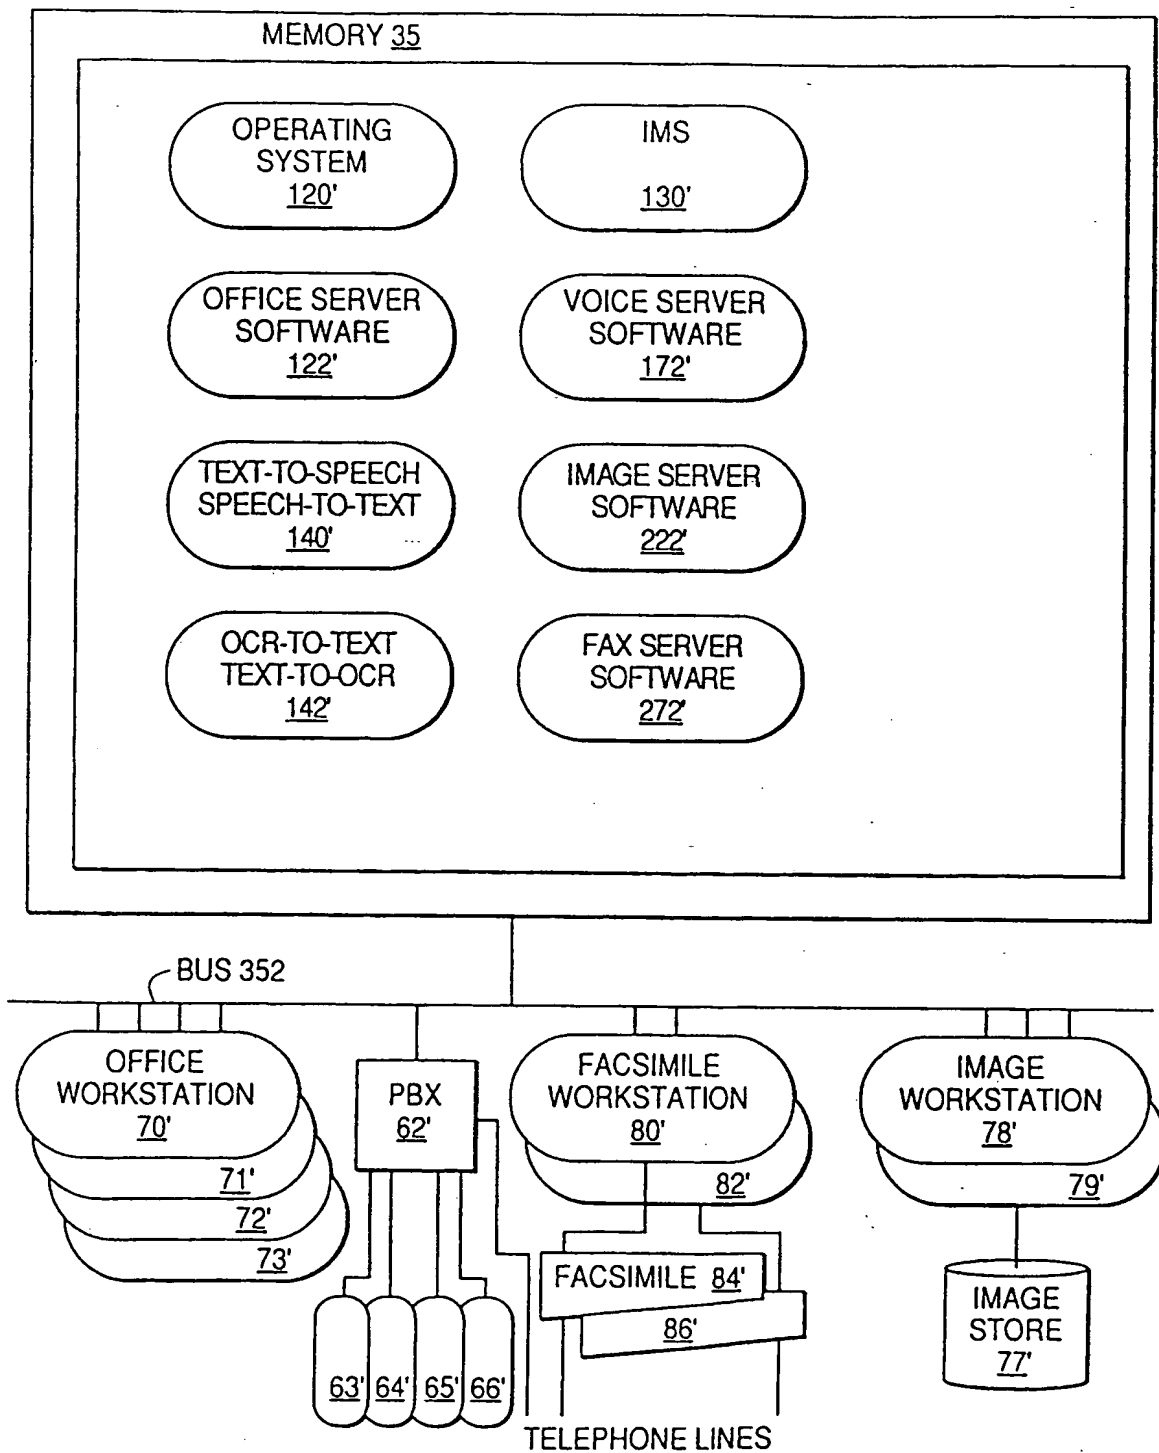 MEMORY 35
OPERATING
SYSTEM
120'
IMS
130'
OFFICE SERVER
SOFTWARE
122'
VOICE SERVER
SOFTWARE
172'
TEXT-TO-SPEECH
SPEECH-TO-TEXT
140'
IMAGE SERVER
SOFTWARE
222'
OCR-TO-TEXT
TEXT-TO-OCR
142'
FAX SERVER
SOFTWARE
272'
BUS 352
OFFICE
WORKSTATION
70'
71'
72'
73'
PBX
62'
63'
64'
65'
66'
FACSIMILE
WORKSTATION
80'
82'
FACSIMILE 84'
86'
TELEPHONE LINES
IMAGE
WORKSTATION
78'
79'
IMAGE
STORE
77'